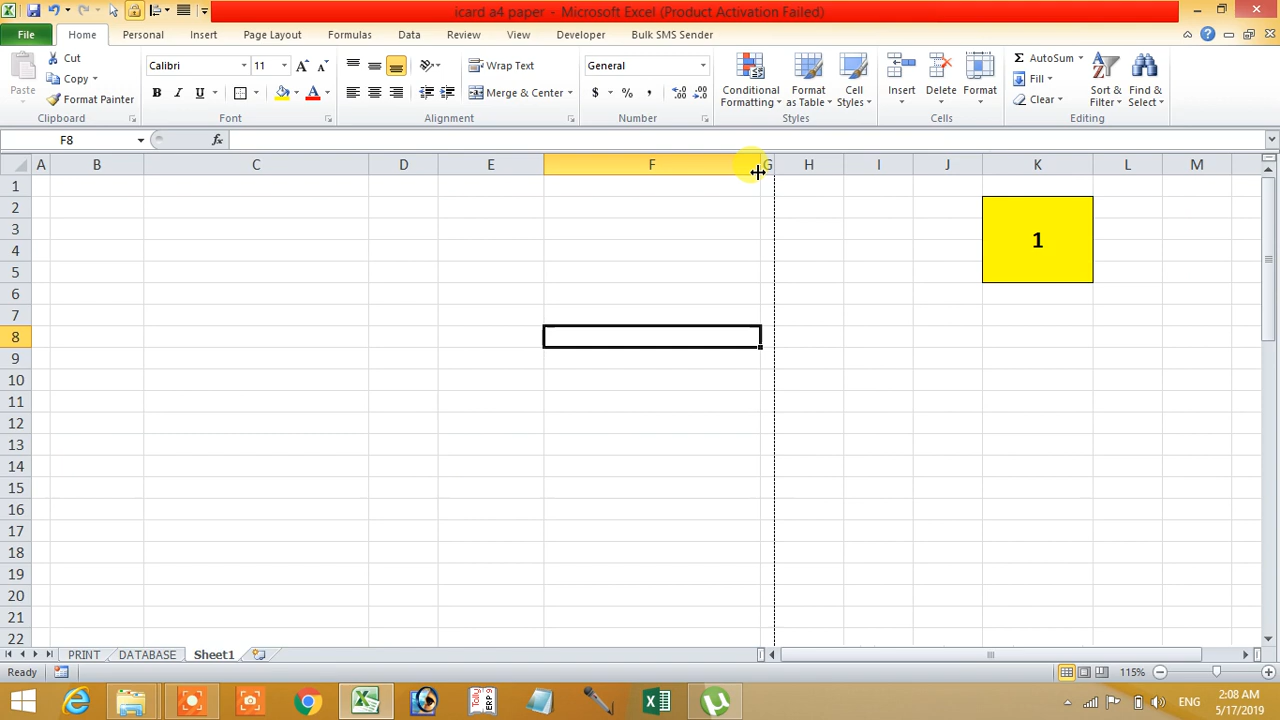 icard a4 paper - Microsoft Excel (Product Activation Failed)
File Home Personal Insert Page Layout Formulas Data Review View Developer Bulk SMS Sender
Cut
Copy
Format Painter
Paste
Clipboard
Calibri 11
B I U
Font
Wrap Text
Merge & Center
Alignment
General
$ % ,
Number
Conditional Formatting
Format as Table
Cell Styles
Styles
Insert
Delete
Format
Cells
AutoSum
Fill
Clear
Sort & Filter
Find & Select
Editing
F8 fx
A B C D E F G H I J K L M
1
2
3
4
5
6
7
8
9
10
11
12
13
14
15
16
17
18
19
20
21
22
1
PRINT DATABASE Sheet1
Ready 115%
ENG 2:08 AM
5/17/2019